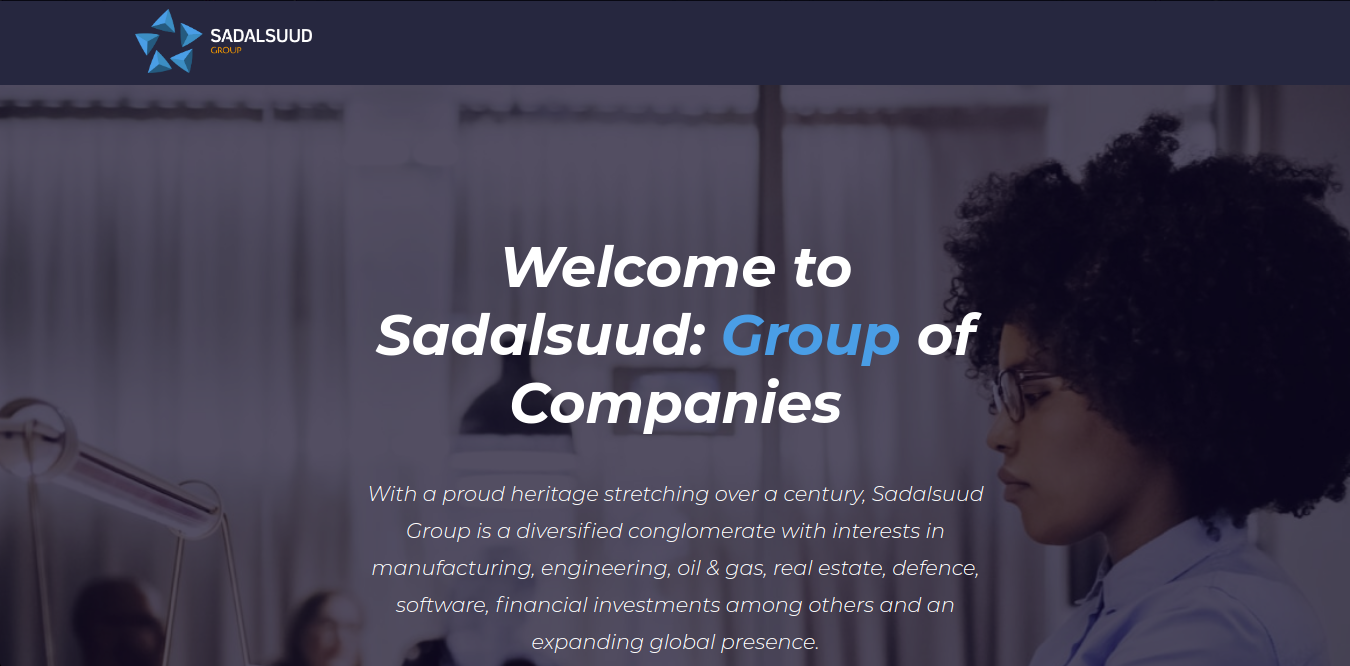 SADALSUUD
GROUP
Welcome to
Sadalsuud: Group of
Companies
With a proud heritage stretching over a century, Sadalsuud
Group is a diversified conglomerate with interests in
manufacturing, engineering, oil & gas, real estate, defence,
software, financial investments among others and an
expanding global presence.